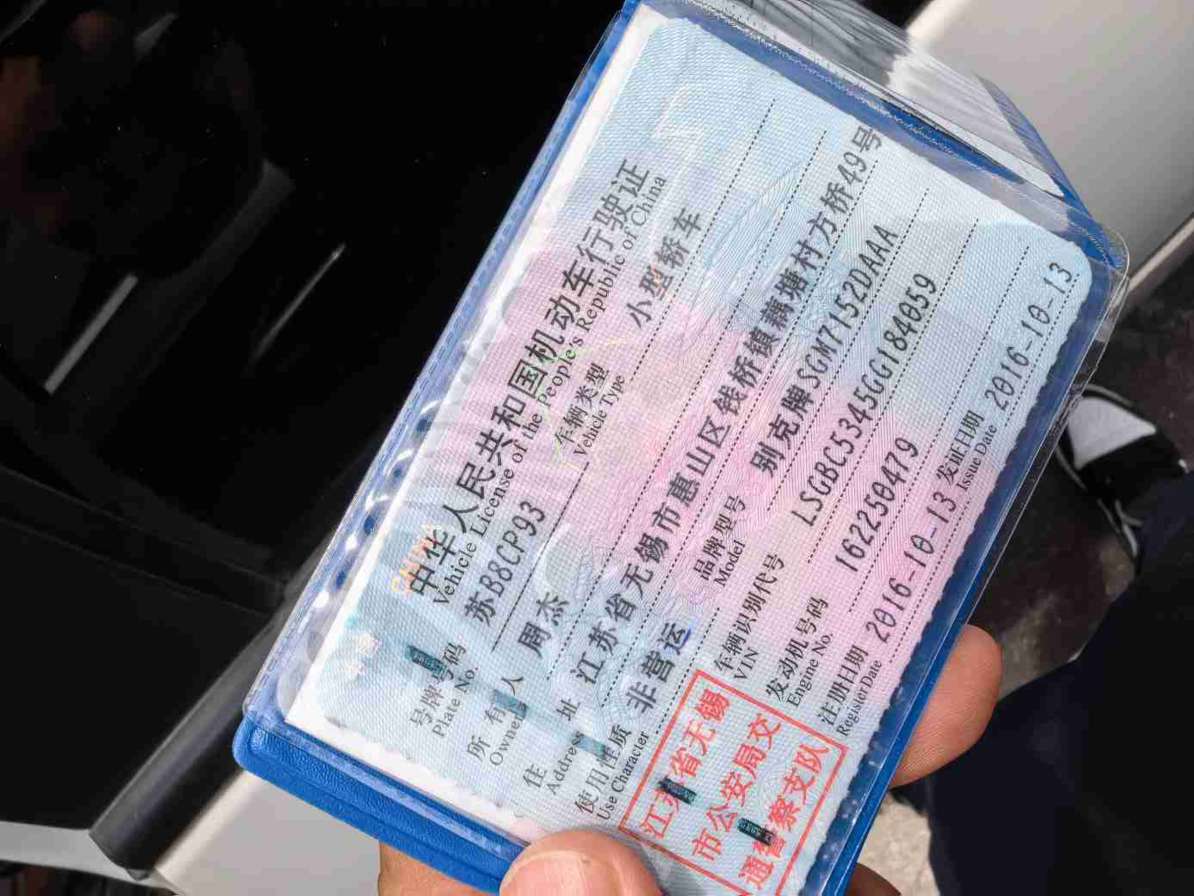 中华人民共和国机动车行驶证
Vehicle License of the People's Republic of China
号牌号码 苏B8CP93 车辆类型 小型轿车
Plate No. Vehicle Type
所有人 周杰
Owner
住址 江苏省无锡市惠山区钱桥镇藕塘村方桥49号
Address
使用性质 非营运 品牌型号 别克牌SGM7152DAAA
Use Character Model
车辆识别代号 LSGBC5345GG184059
VIN
发动机号码 162250479
Engine No.
注册日期 2016-10-13 发证日期 2016-10-13
Register Date Issue Date
江苏省无锡
市公安局交
通警察支队